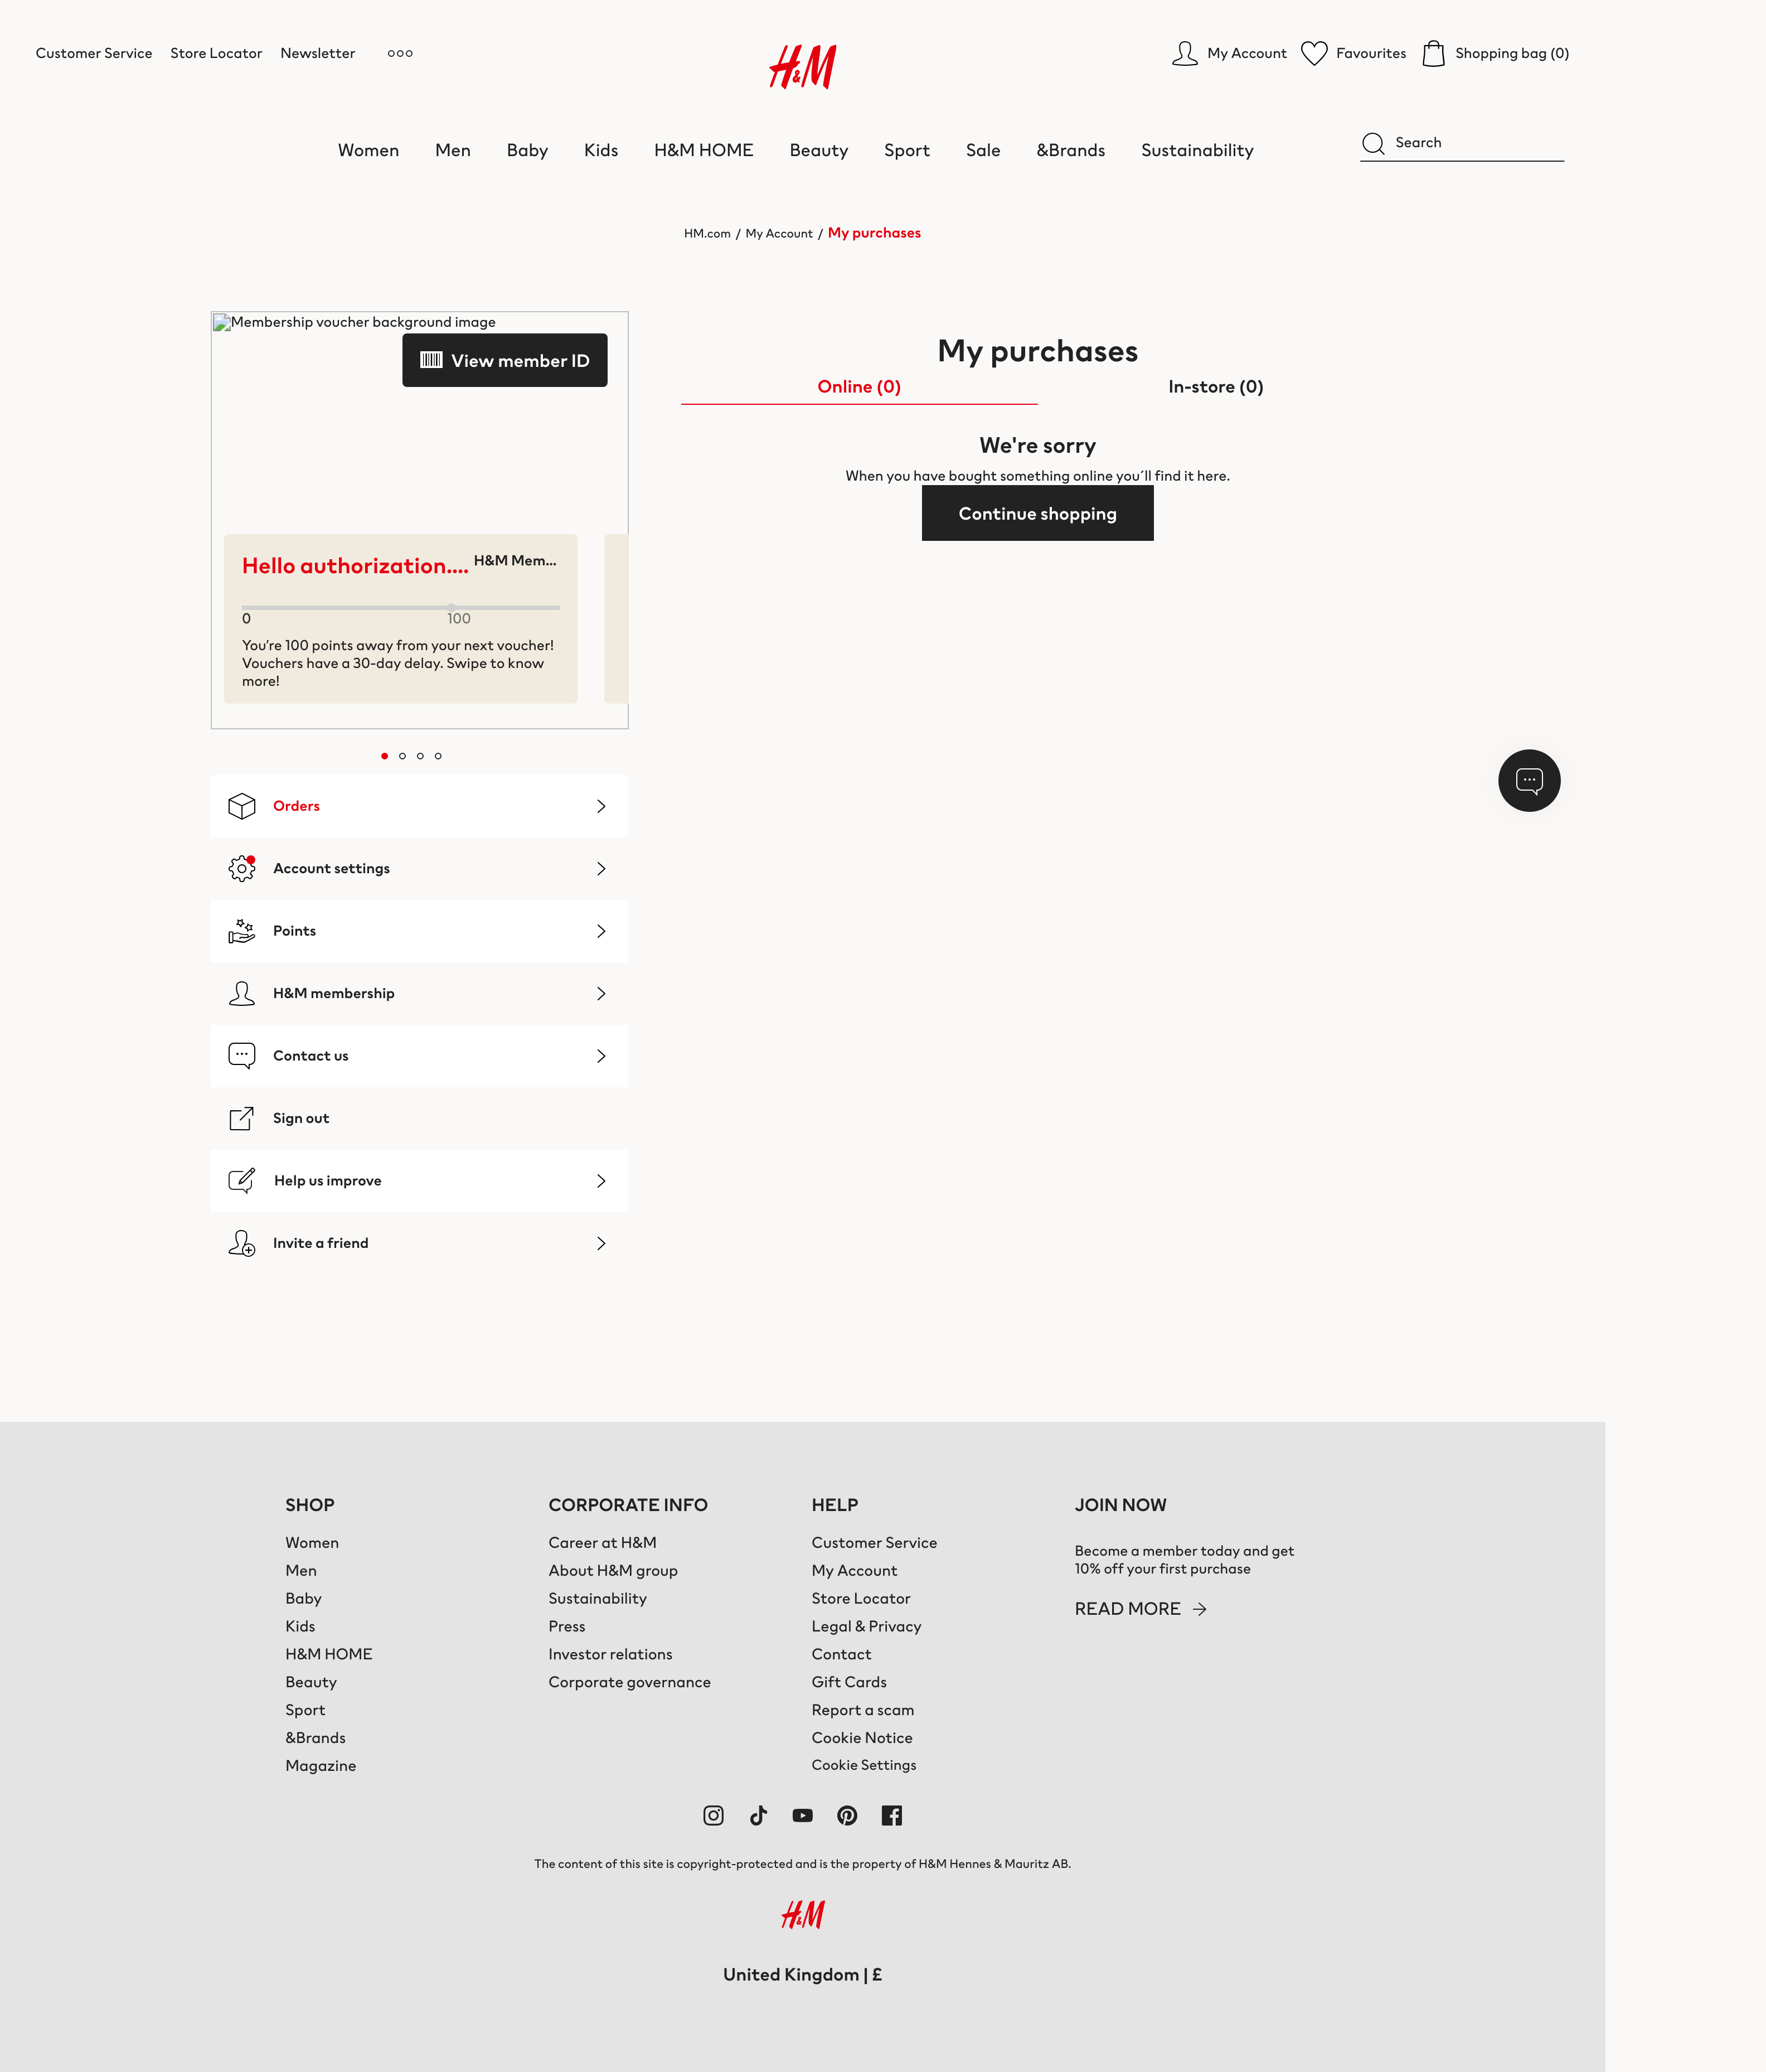 Customer Service Store Locator Newsletter
H&M
My Account Favourites Shopping bag (0)
Women Men Baby Kids H&M HOME Beauty Sport Sale &Brands Sustainability
Search
HM.com / My Account / My purchases
Membership voucher background image
View member ID
Hello authorization.... H&M Mem...
0 100
You're 100 points away from your next voucher!
Vouchers have a 30-day delay. Swipe to know
more!
Orders
Account settings
Points
H&M membership
Contact us
Sign out
Help us improve
Invite a friend
My purchases
Online (0) In-store (0)
We're sorry
When you have bought something online you´ll find it here.
Continue shopping
SHOP
Women
Men
Baby
Kids
H&M HOME
Beauty
Sport
&Brands
Magazine
CORPORATE INFO
Career at H&M
About H&M group
Sustainability
Press
Investor relations
Corporate governance
HELP
Customer Service
My Account
Store Locator
Legal & Privacy
Contact
Gift Cards
Report a scam
Cookie Notice
Cookie Settings
JOIN NOW
Become a member today and get
10% off your first purchase
READ MORE
The content of this site is copyright-protected and is the property of H&M Hennes & Mauritz AB.
H&M
United Kingdom | £